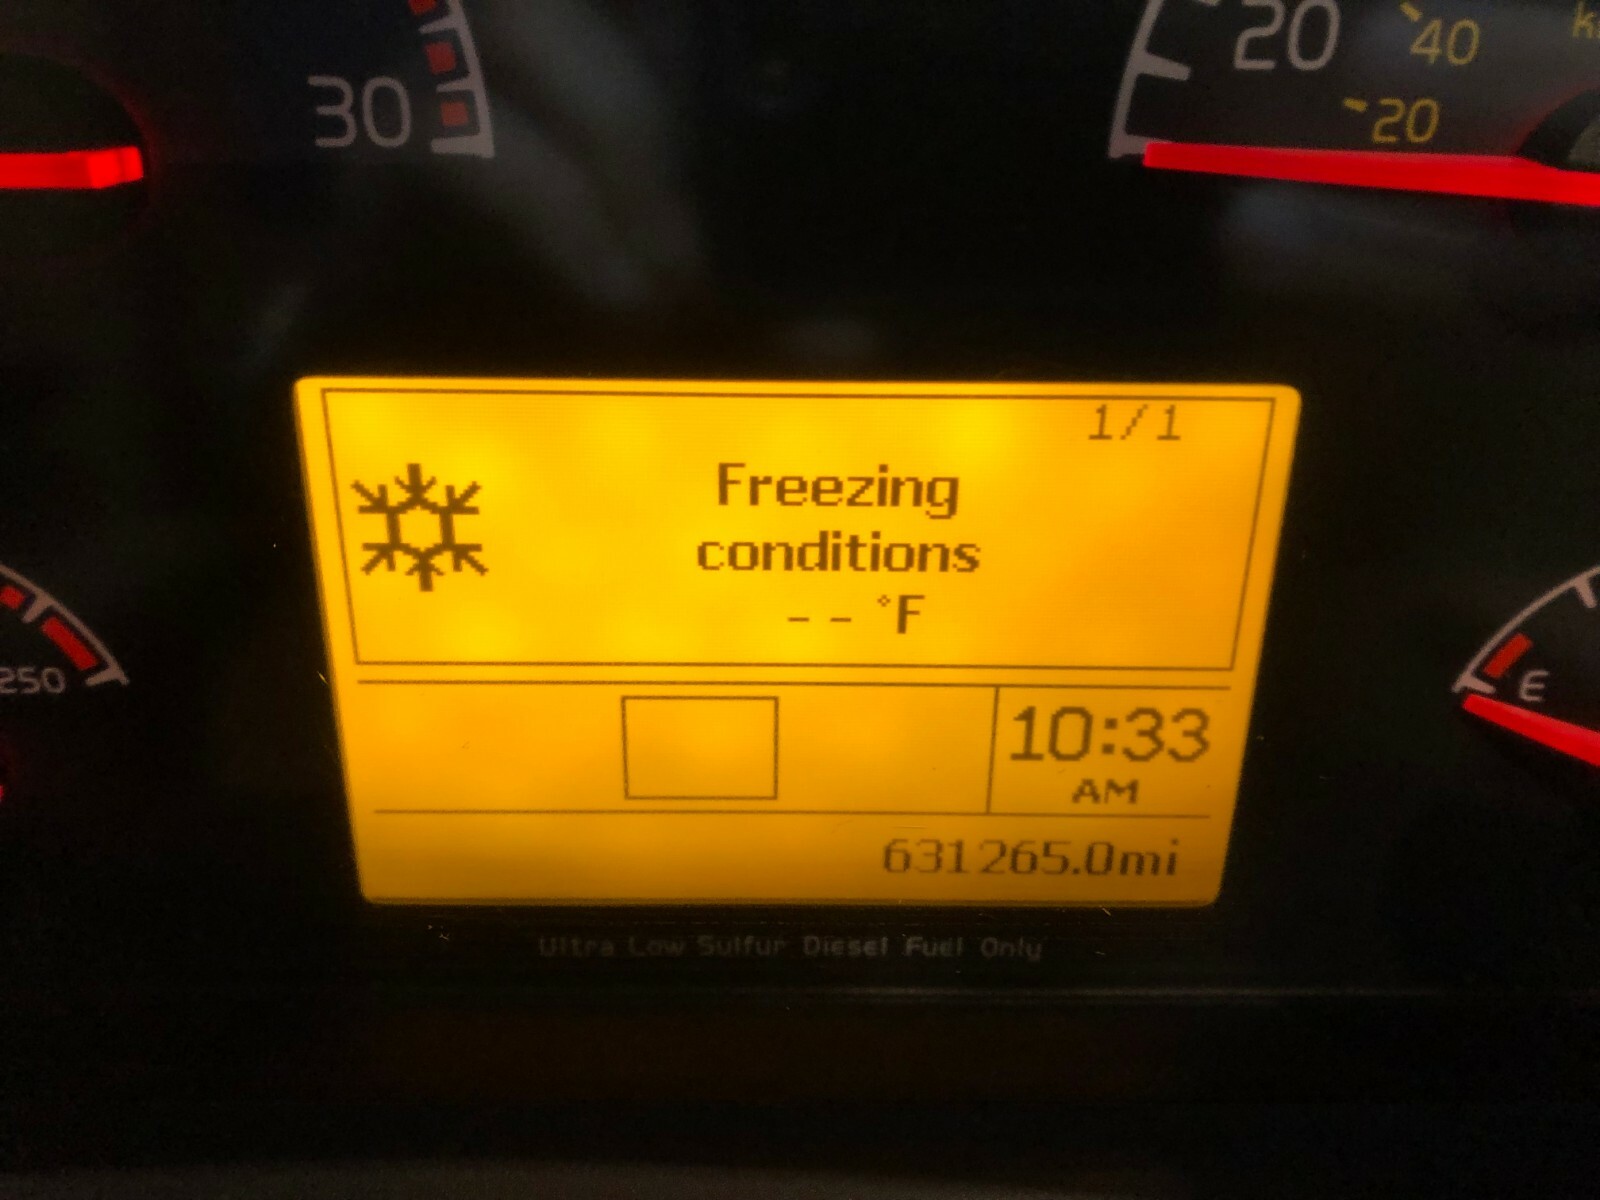 30
20
40
k
20
1/1
Freezing
conditions
-- °F
250
E
10:33
AM
631265.0mi
Ultra Low Sulfur Diesel Fuel Only